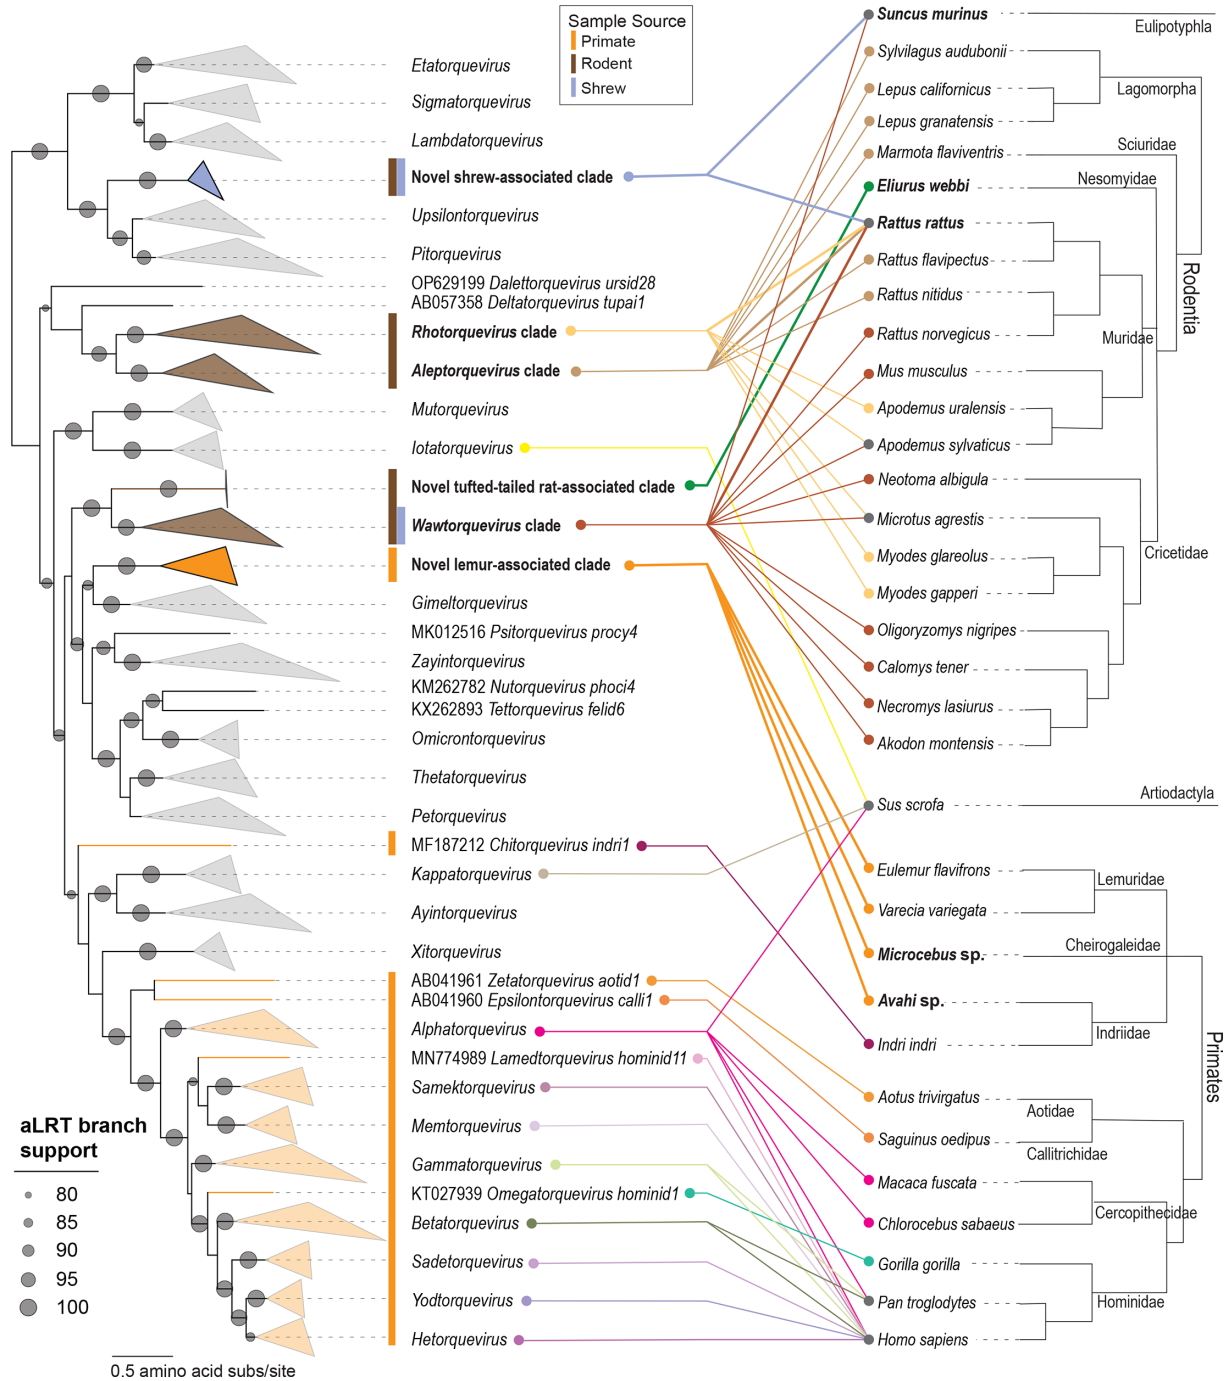 Sample Source
Primate
Rodent
Shrew
Etatorquevirus
Sigmatorquevirus
Lambdatorquevirus
Novel shrew-associated clade
Upsilontorquevirus
Pitorquevirus
OP629199 Dalettorquevirus ursid28
AB057358 Deltatorquevirus tupai1
Rhotorquevirus clade
Aleptorquevirus clade
Mutorquevirus
Iotatorquevirus
Novel tufted-tailed rat-associated clade
Wawtorquevirus clade
Novel lemur-associated clade
Gimeltorquevirus
MK012516 Psitorquevirus procy4
Zayintorquevirus
KM262782 Nutorquevirus phoci4
KX262893 Tettorquevirus felid6
Omicrontorquevirus
Thetatorquevirus
Petorquevirus
MF187212 Chitorquevirus indri1
Kappatorquevirus
Ayintorquevirus
Xitorquevirus
AB041961 Zetatorquevirus aotid1
AB041960 Epsilontorquevirus calli1
Alphatorquevirus
MN774989 Lamedtorquevirus hominid11
Samektorquevirus
Memtorquevirus
Gammatorquevirus
KT027939 Omegatorquevirus hominid1
Betatorquevirus
Sadetorquevirus
Yodtorquevirus
Hetorquevirus
Suncus murinus
Sylvilagus audubonii
Lepus californicus
Lepus granatensis
Marmota flaviventris
Eliurus webbi
Rattus rattus
Rattus flavipectus
Rattus nitidus
Rattus norvegicus
Mus musculus
Apodemus uralensis
Apodemus sylvaticus
Neotoma albigula
Microtus agrestis
Myodes glareolus
Myodes gapperi
Oligoryzomys nigripes
Calomys tener
Necromys lasiurus
Akodon montensis
Sus scrofa
Eulemur flavifrons
Varecia variegata
Microcebus sp.
Avahi sp.
Indri indri
Aotus trivirgatus
Saguinus oedipus
Macaca fuscata
Chlorocebus sabaeus
Gorilla gorilla
Pan troglodytes
Homo sapiens
Eulipotyphla
Lagomorpha
Sciuridae
Nesomyidae
Rodentia
Muridae
Cricetidae
Artiodactyla
Lemuridae
Cheirogaleidae
Indriidae
Primates
Aotidae
Callitrichidae
Cercopithecidae
Hominidae
aLRT branch
support
80
85
90
95
100
0.5 amino acid subs/site